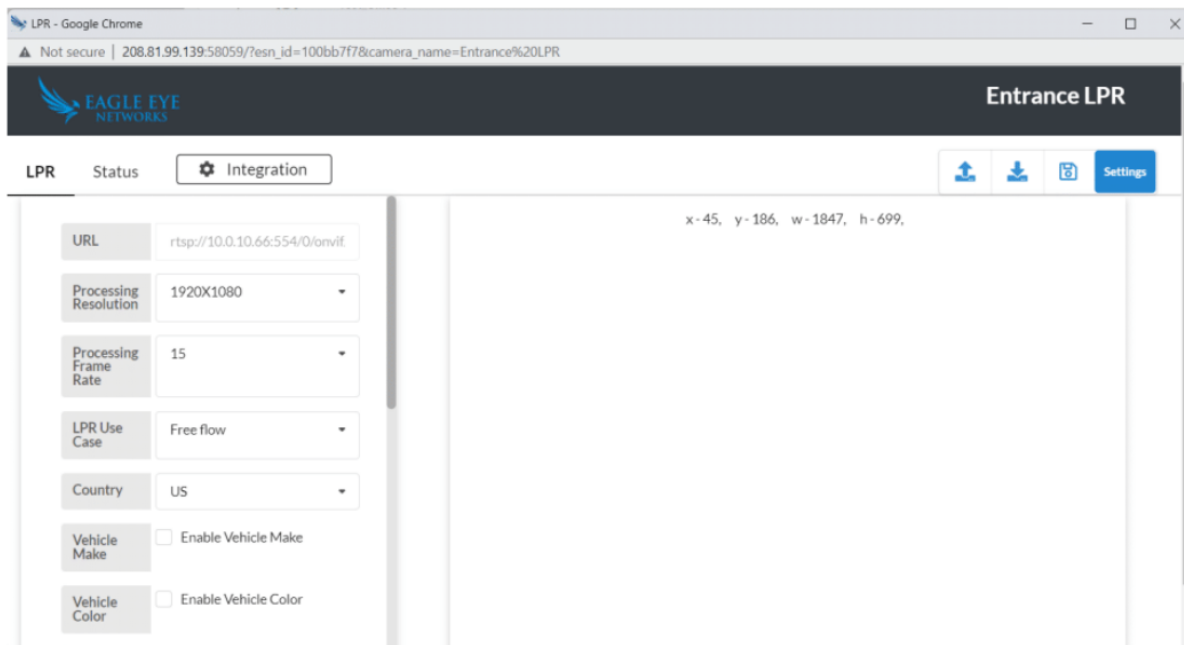 LPR - Google Chrome
Not secure | 208.81.99.139:58059/?esn_id=100bb7f7&camera_name=Entrance%20LPR
EAGLE EYE
NETWORKS
Entrance LPR
LPR
Status
Integration
Settings
x - 45, y - 186, w - 1847, h - 699,
URL
rtsp://10.0.10.66:554/0/onvif.
Processing
Resolution
1920X1080
Processing
Frame
Rate
15
LPR Use
Case
Free flow
Country
US
Vehicle
Make
Enable Vehicle Make
Vehicle
Color
Enable Vehicle Color